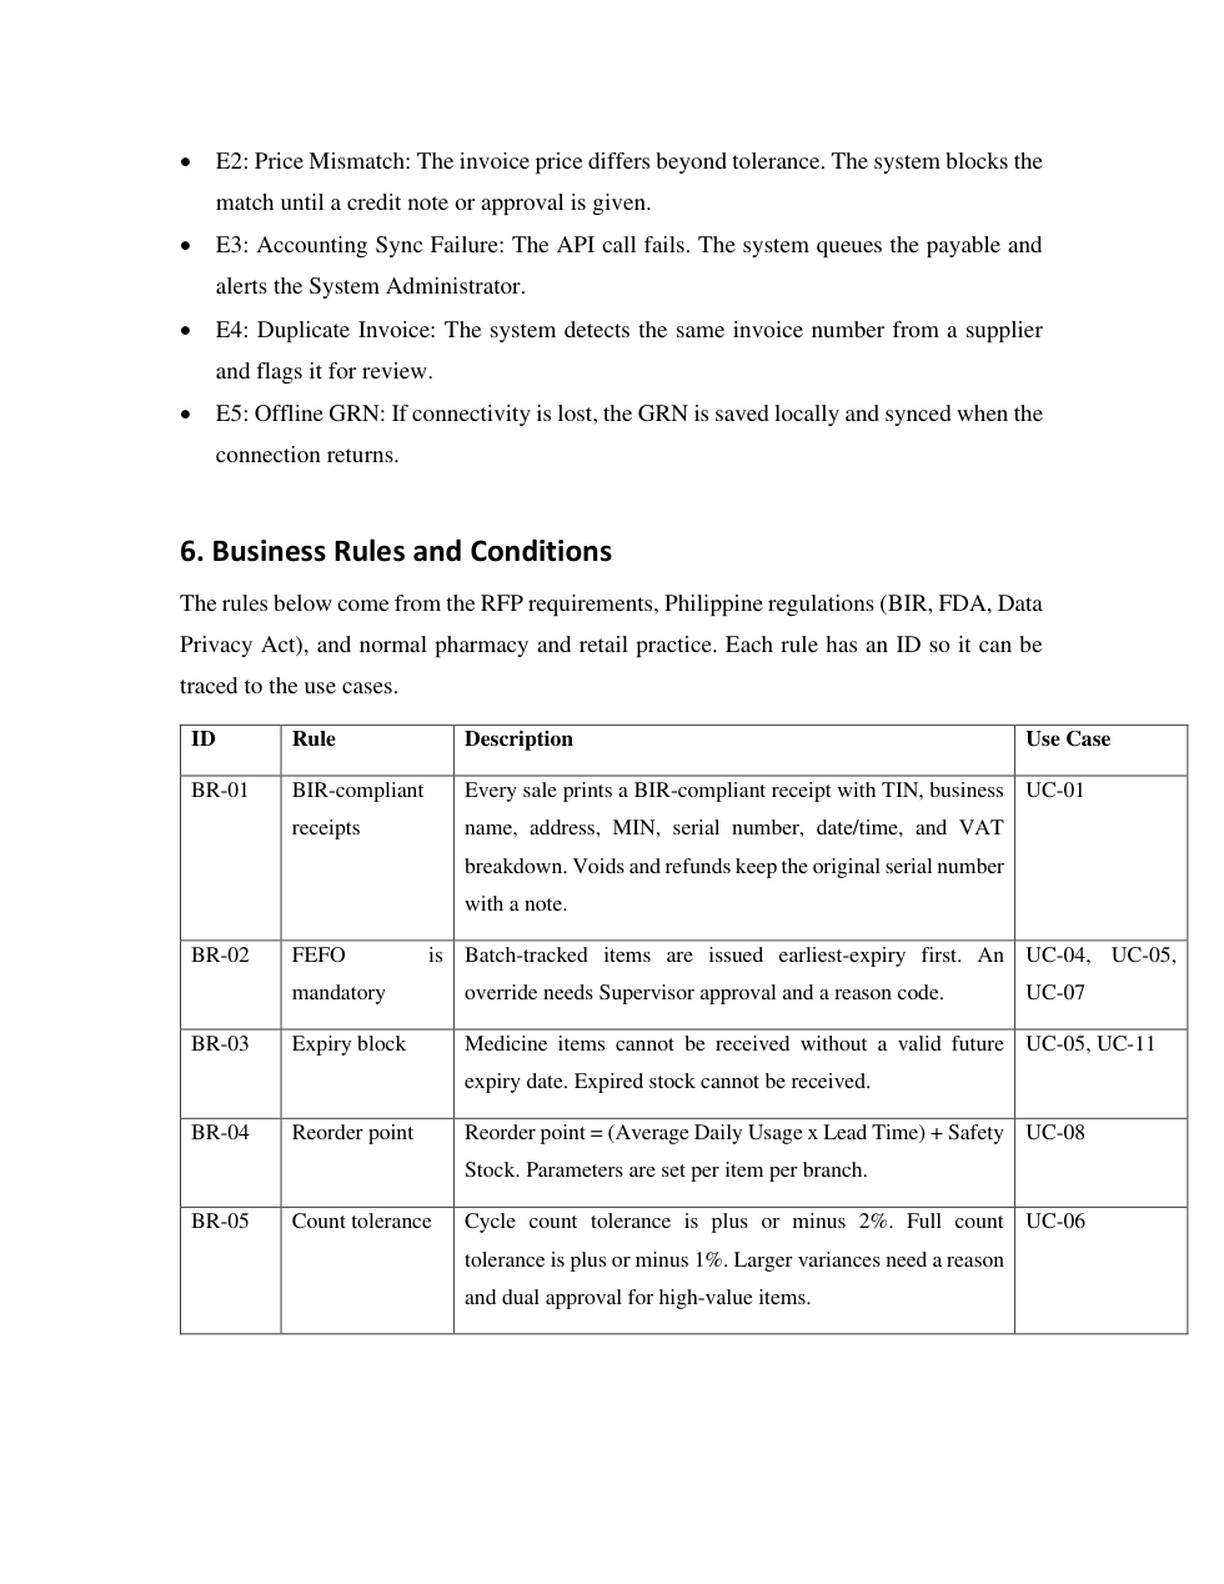 • E2: Price Mismatch: The invoice price differs beyond tolerance. The system blocks the
match until a credit note or approval is given.
• E3: Accounting Sync Failure: The API call fails. The system queues the payable and
alerts the System Administrator.
• E4: Duplicate Invoice: The system detects the same invoice number from a supplier
and flags it for review.
• E5: Offline GRN: If connectivity is lost, the GRN is saved locally and synced when the
connection returns.
6. Business Rules and Conditions
The rules below come from the RFP requirements, Philippine regulations (BIR, FDA, Data
Privacy Act), and normal pharmacy and retail practice. Each rule has an ID so it can be
traced to the use cases.
ID Rule Description Use Case
BR-01 BIR-compliant Every sale prints a BIR-compliant receipt with TIN, business UC-01
receipts name, address, MIN, serial number, date/time, and VAT
breakdown. Voids and refunds keep the original serial number
with a note.
BR-02 FEFO is Batch-tracked items are issued earliest-expiry first. An UC-04, UC-05,
mandatory override needs Supervisor approval and a reason code. UC-07
BR-03 Expiry block Medicine items cannot be received without a valid future UC-05, UC-11
expiry date. Expired stock cannot be received.
BR-04 Reorder point Reorder point = (Average Daily Usage x Lead Time) + Safety UC-08
Stock. Parameters are set per item per branch.
BR-05 Count tolerance Cycle count tolerance is plus or minus 2%. Full count UC-06
tolerance is plus or minus 1%. Larger variances need a reason
and dual approval for high-value items.